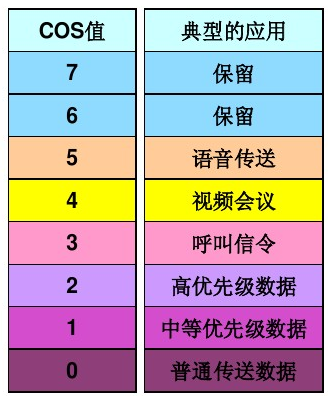 COS值 典型的应用
7 保留
6 保留
5 语音传送
4 视频会议
3 呼叫信令
2 高优先级数据
1 中等优先级数据
0 普通传送数据